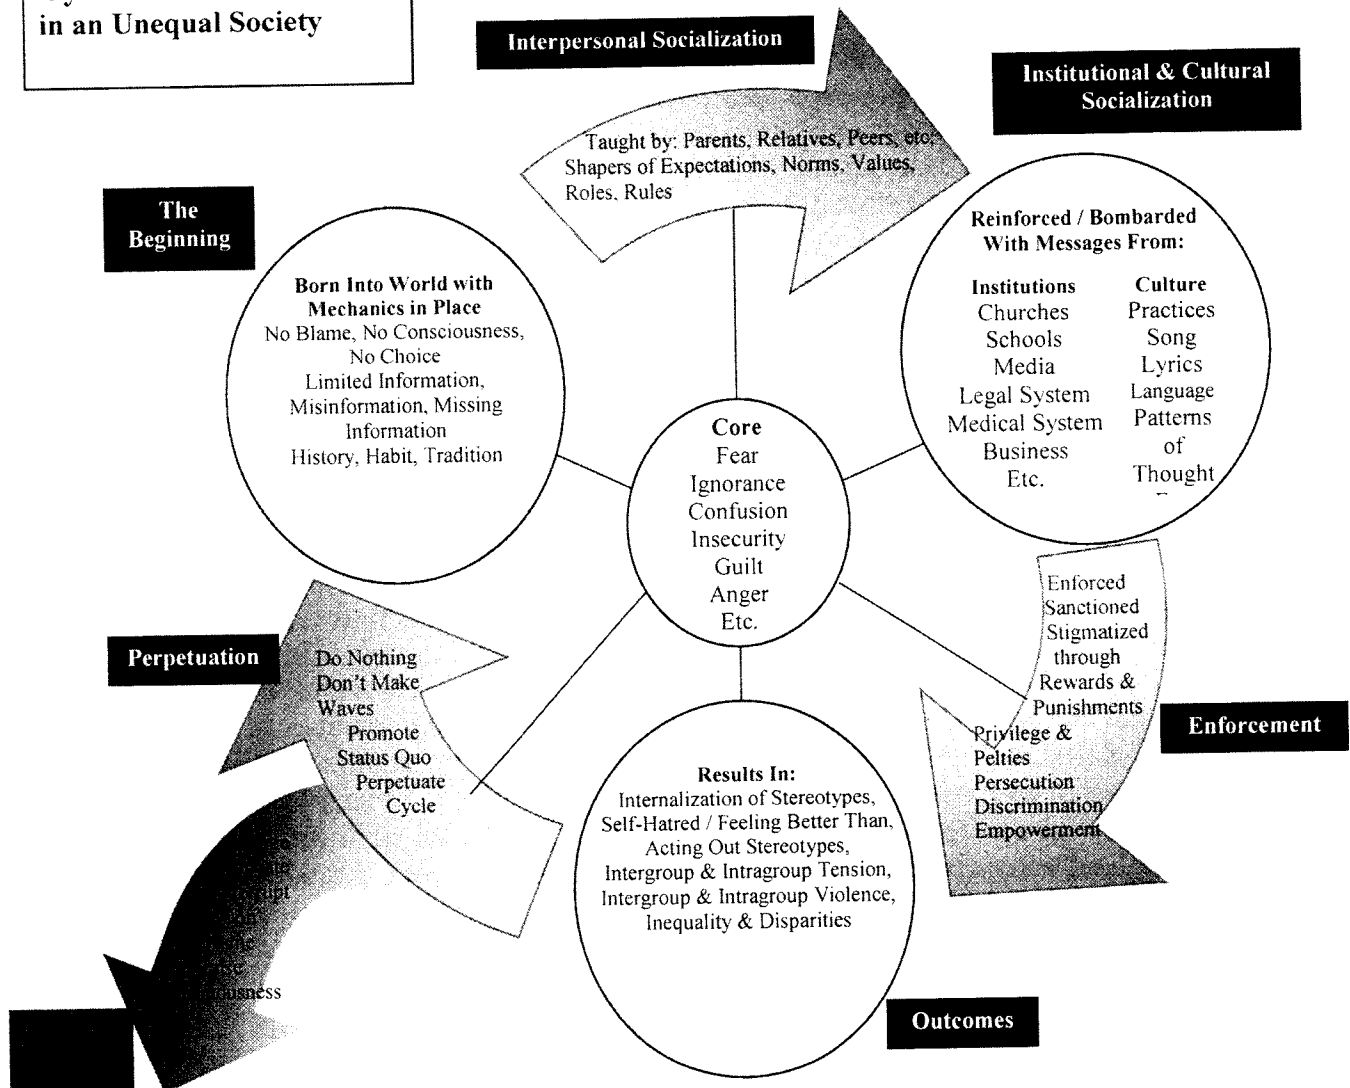 in an Unequal Society
Interpersonal Socialization
Institutional & Cultural
Socialization
Taught by: Parents, Relatives, Peers, etc.
Shapers of Expectations, Norms, Values,
Roles, Rules
The
Beginning
Born Into World with
Mechanics in Place
No Blame, No Consciousness,
No Choice
Limited Information,
Misinformation, Missing
Information
History, Habit, Tradition
Reinforced / Bombarded
With Messages From:
Institutions
Churches
Schools
Media
Legal System
Medical System
Business
Etc.
Culture
Practices
Song
Lyrics
Language
Patterns
of
Thought
Core
Fear
Ignorance
Confusion
Insecurity
Guilt
Anger
Etc.
Enforced
Sanctioned
Stigmatized
through
Rewards &
Punishments
Privilege &
Pelties
Persecution
Discrimination
Empowerment
Enforcement
Perpetuation
Do Nothing
Don't Make
Waves
Promote
Status Quo
Perpetuate
Cycle
Results In:
Internalization of Stereotypes,
Self-Hatred / Feeling Better Than,
Acting Out Stereotypes,
Intergroup & Intragroup Tension,
Intergroup & Intragroup Violence,
Inequality & Disparities
Outcomes